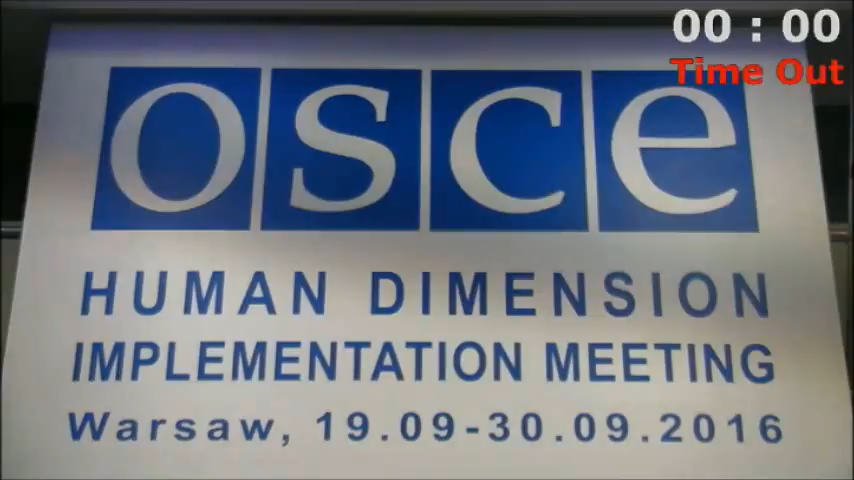 00 : 00
Time Out
osce
HUMAN DIMENSION
IMPLEMENTATION MEETING
Warsaw, 19.09-30.09.2016